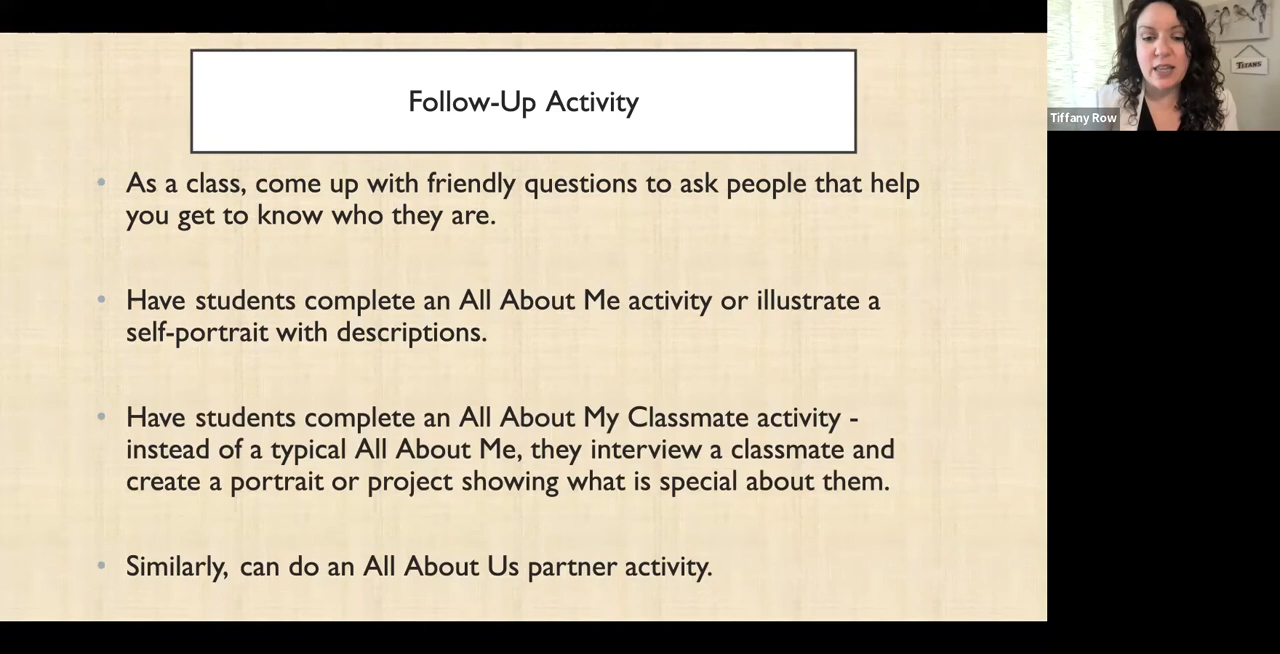 Follow-Up Activity
As a class, come up with friendly questions to ask people that help
you get to know who they are.
Have students complete an All About Me activity or illustrate a
self-portrait with descriptions.
Have students complete an All About My Classmate activity -
instead of a typical All About Me, they interview a classmate and
create a portrait or project showing what is special about them.
Similarly, can do an All About Us partner activity.
TITANS
Tiffany Row